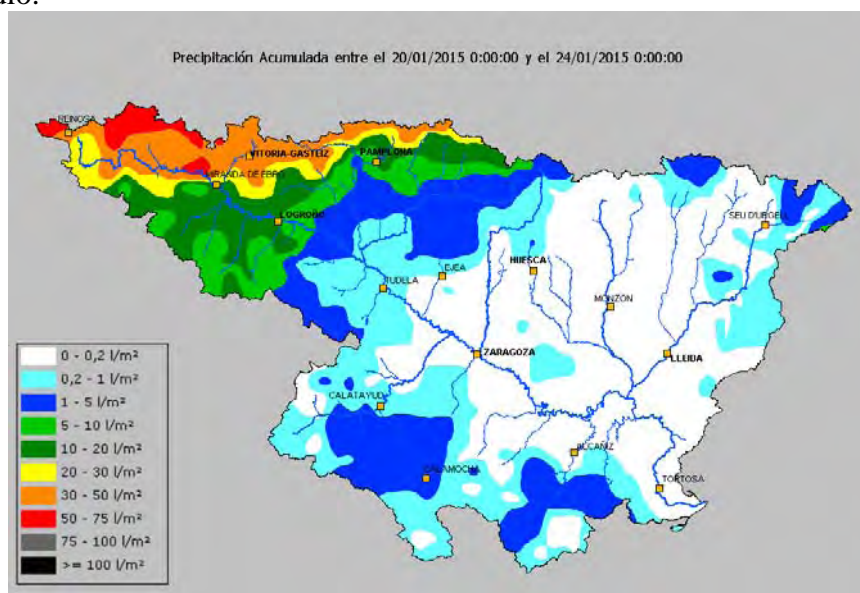 Precipitación Acumulada entre el 20/01/2015 0:00:00 y el 24/01/2015 0:00:00
REINOSA
VITORIA-GASTEIZ
PAMPLONA
MIRANDA DE EBRO
LOGROÑO
SEU D'URGELL
HUESCA
EJEA
TUDELA
MONZÓN
ZARAGOZA
LLEIDA
CALATAYUD
ALCAÑIZ
CALAMOCHA
TORTOSA
0 - 0,2 l/m²
0,2 - 1 l/m²
1 - 5 l/m²
5 - 10 l/m²
10 - 20 l/m²
20 - 30 l/m²
30 - 50 l/m²
50 - 75 l/m²
75 - 100 l/m²
>= 100 l/m²